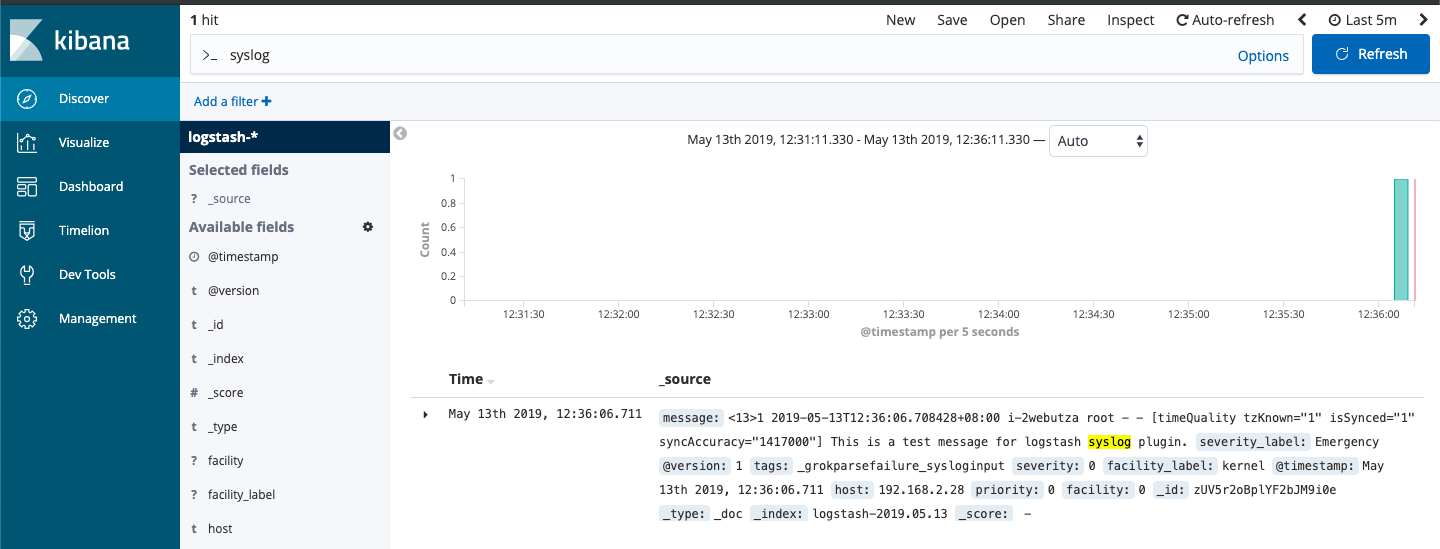 kibana
Discover
Visualize
Dashboard
Timelion
Dev Tools
Management
1 hit
New Save Open Share Inspect Auto-refresh Last 5m
>_ syslog Options Refresh
Add a filter +
logstash-*
Selected fields
? _source
Available fields
@timestamp
t @version
t _id
t _index
# _score
t _type
? facility
? facility_label
t host
May 13th 2019, 12:31:11.330 - May 13th 2019, 12:36:11.330 — Auto
Count
1
0.8
0.6
0.4
0.2
0
12:31:30 12:32:00 12:32:30 12:33:00 12:33:30 12:34:00 12:34:30 12:35:00 12:35:30 12:36:00
@timestamp per 5 seconds
Time _source
May 13th 2019, 12:36:06.711 message: <13>1 2019-05-13T12:36:06.708428+08:00 i-2webutza root - - [timeQuality tzKnown="1" isSynced="1"
syncAccuracy="1417000"] This is a test message for logstash syslog plugin. severity_label: Emergency
@version: 1 tags: _grokparsefailure_sysloginput severity: 0 facility_label: kernel @timestamp: May
13th 2019, 12:36:06.711 host: 192.168.2.28 priority: 0 facility: 0 _id: zUV5r2oBplYF2bJM9i0e
_type: _doc _index: logstash-2019.05.13 _score: -